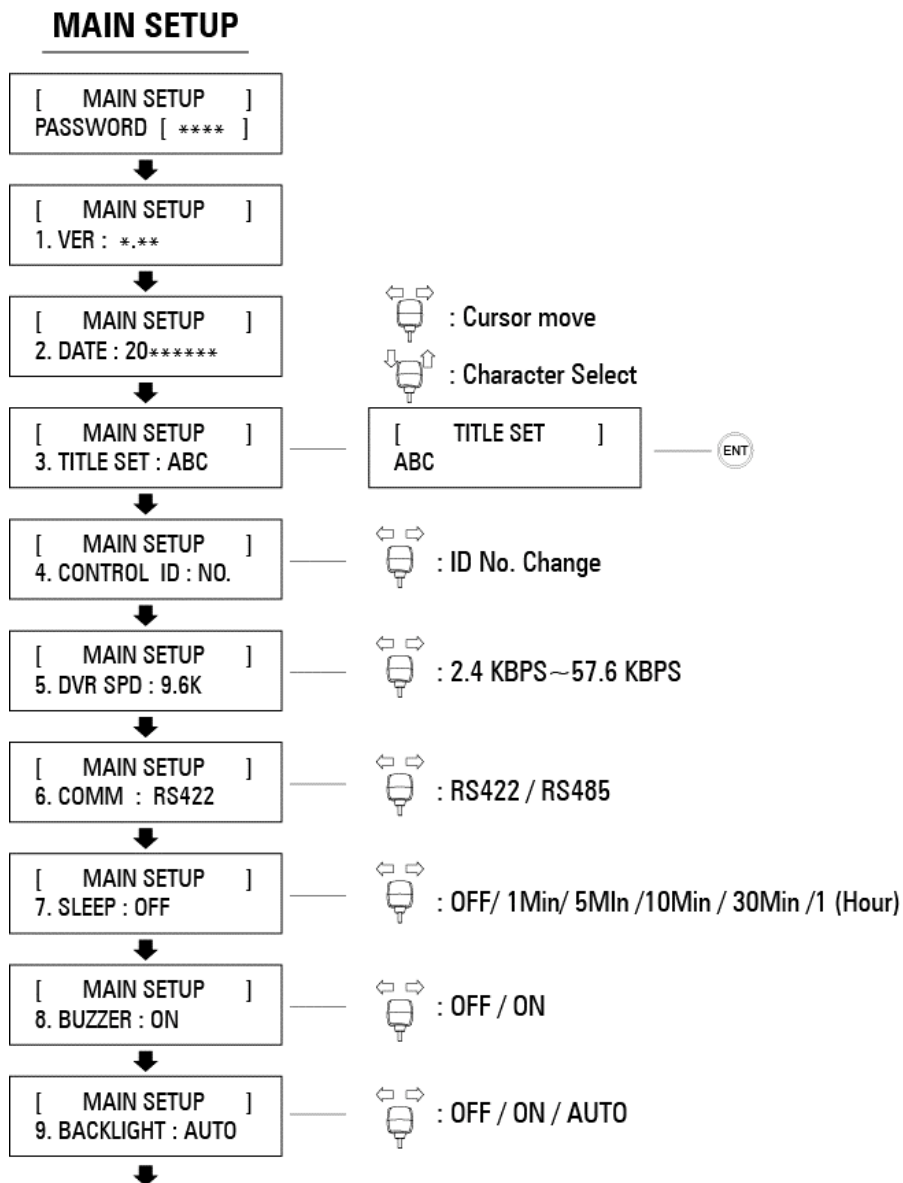 MAIN SETUP
[ MAIN SETUP ]
PASSWORD [ **** ]
[ MAIN SETUP ]
1. VER : *.**
[ MAIN SETUP ]
2. DATE : 20******
: Cursor move
: Character Select
[ MAIN SETUP ]
3. TITLE SET : ABC
[ TITLE SET ]
ABC
ENT
[ MAIN SETUP ]
4. CONTROL ID : NO.
: ID No. Change
[ MAIN SETUP ]
5. DVR SPD : 9.6K
: 2.4 KBPS~57.6 KBPS
[ MAIN SETUP ]
6. COMM : RS422
: RS422 / RS485
[ MAIN SETUP ]
7. SLEEP : OFF
: OFF/ 1Min/ 5MIn /10Min / 30Min /1 (Hour)
[ MAIN SETUP ]
8. BUZZER : ON
: OFF / ON
[ MAIN SETUP ]
9. BACKLIGHT : AUTO
: OFF / ON / AUTO